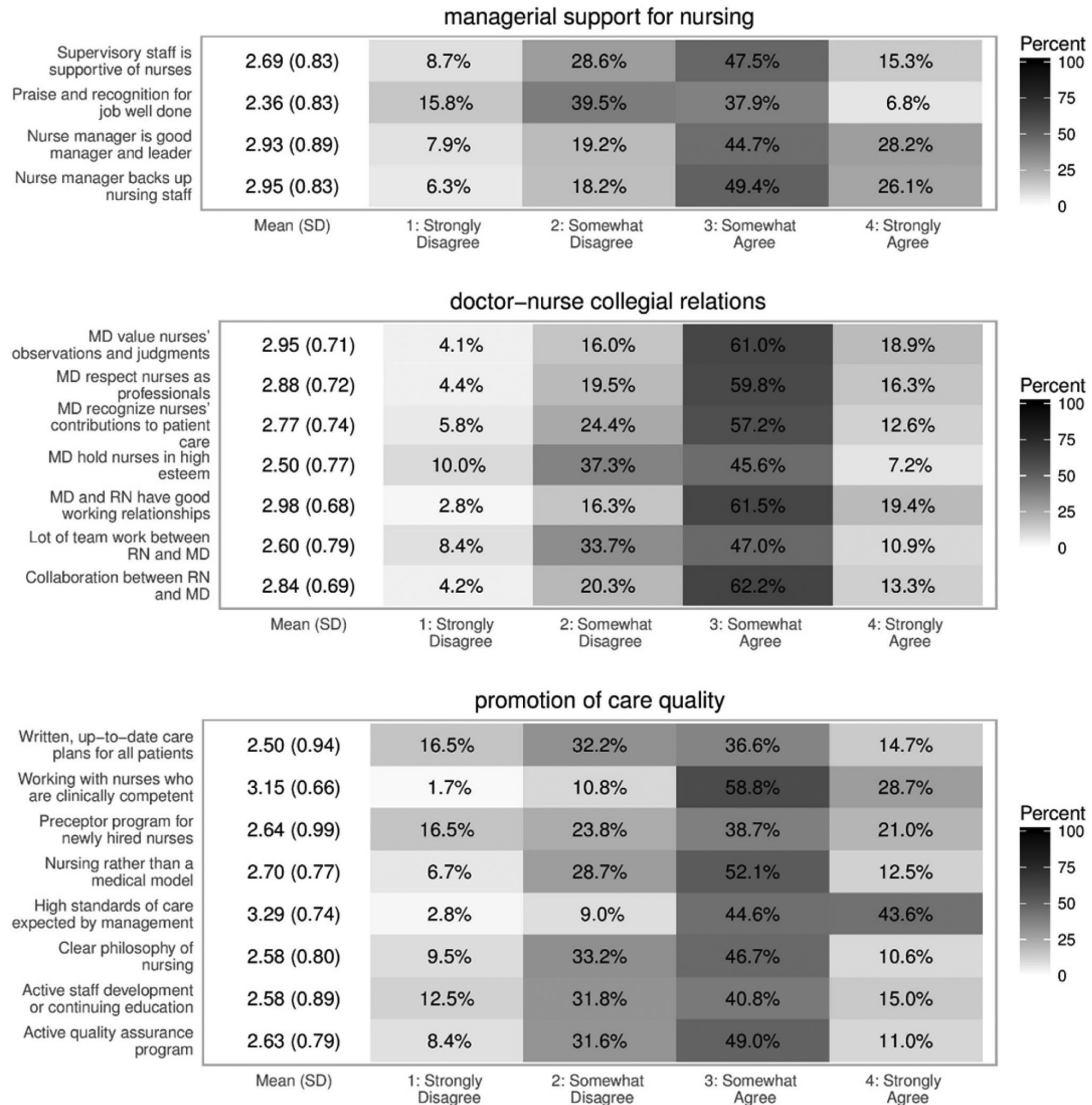 managerial support for nursing
Supervisory staff is
supportive of nurses
2.69 (0.83) 8.7% 28.6% 47.5% 15.3%
Praise and recognition for
job well done
2.36 (0.83) 15.8% 39.5% 37.9% 6.8%
Nurse manager is good
manager and leader
2.93 (0.89) 7.9% 19.2% 44.7% 28.2%
Nurse manager backs up
nursing staff
2.95 (0.83) 6.3% 18.2% 49.4% 26.1%
Mean (SD) 1: Strongly
Disagree
2: Somewhat
Disagree
3: Somewhat
Agree
4: Strongly
Agree
Percent
100
75
50
25
0
doctor–nurse collegial relations
MD value nurses'
observations and judgments
2.95 (0.71) 4.1% 16.0% 61.0% 18.9%
MD respect nurses as
professionals
2.88 (0.72) 4.4% 19.5% 59.8% 16.3%
MD recognize nurses'
contributions to patient
care
2.77 (0.74) 5.8% 24.4% 57.2% 12.6%
MD hold nurses in high
esteem
2.50 (0.77) 10.0% 37.3% 45.6% 7.2%
MD and RN have good
working relationships
2.98 (0.68) 2.8% 16.3% 61.5% 19.4%
Lot of team work between
RN and MD
2.60 (0.79) 8.4% 33.7% 47.0% 10.9%
Collaboration between RN
and MD
2.84 (0.69) 4.2% 20.3% 62.2% 13.3%
Mean (SD) 1: Strongly
Disagree
2: Somewhat
Disagree
3: Somewhat
Agree
4: Strongly
Agree
Percent
100
75
50
25
0
promotion of care quality
Written, up-to-date care
plans for all patients
2.50 (0.94) 16.5% 32.2% 36.6% 14.7%
Working with nurses who
are clinically competent
3.15 (0.66) 1.7% 10.8% 58.8% 28.7%
Preceptor program for
newly hired nurses
2.64 (0.99) 16.5% 23.8% 38.7% 21.0%
Nursing rather than a
medical model
2.70 (0.77) 6.7% 28.7% 52.1% 12.5%
High standards of care
expected by management
3.29 (0.74) 2.8% 9.0% 44.6% 43.6%
Clear philosophy of
nursing
2.58 (0.80) 9.5% 33.2% 46.7% 10.6%
Active staff development
or continuing education
2.58 (0.89) 12.5% 31.8% 40.8% 15.0%
Active quality assurance
program
2.63 (0.79) 8.4% 31.6% 49.0% 11.0%
Mean (SD) 1: Strongly
Disagree
2: Somewhat
Disagree
3: Somewhat
Agree
4: Strongly
Agree
Percent
100
75
50
25
0